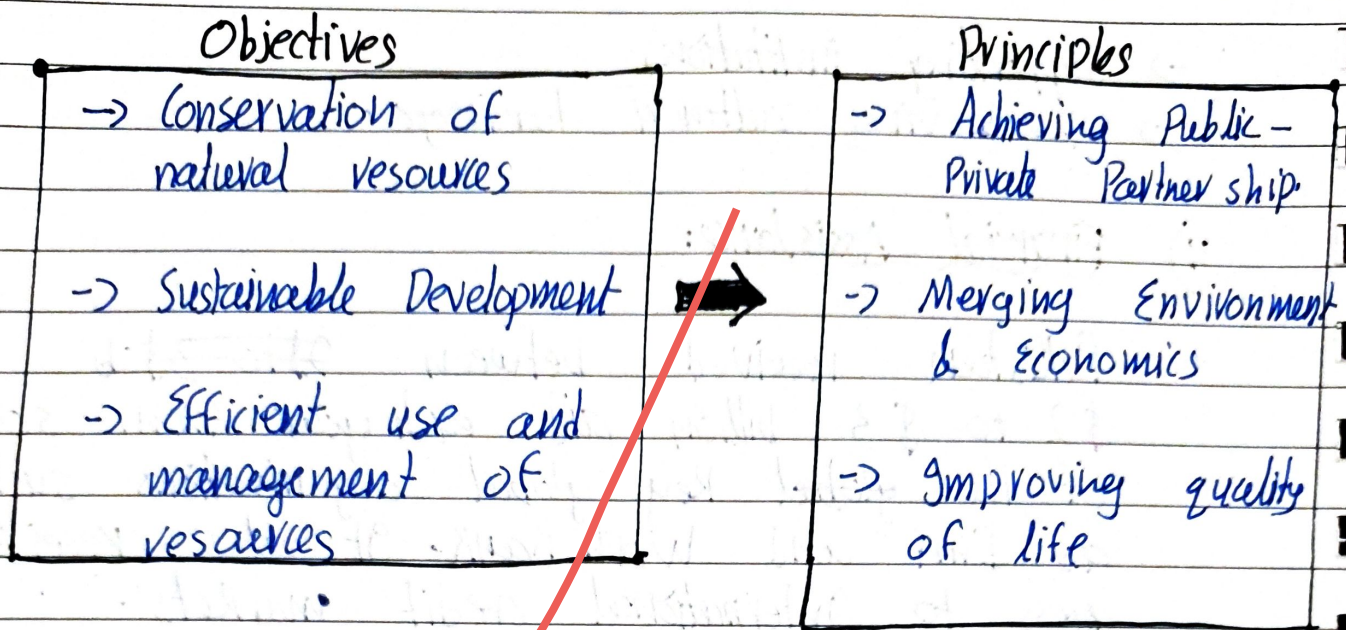 Objectives
-> Conservation of
natural resources
-> Sustainable Development
-> Efficient use and
management of
resources
Principles
-> Achieving Public-
Private Partnership.
-> Merging Environment
& Economics
-> Improving quality
of life